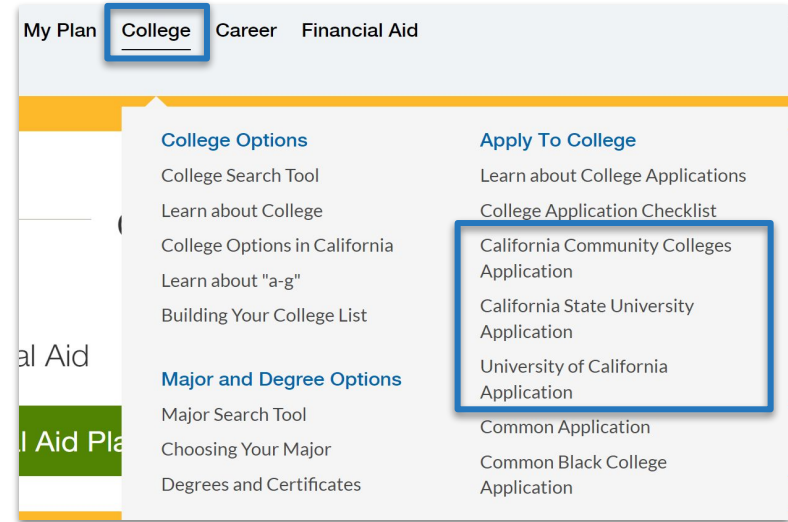 My Plan College Career Financial Aid
College Options
College Search Tool
Learn about College
College Options in California
Learn about "a-g"
Building Your College List
Major and Degree Options
Major Search Tool
Choosing Your Major
Degrees and Certificates
Apply To College
Learn about College Applications
College Application Checklist
California Community Colleges
Application
California State University
Application
University of California
Application
Common Application
Common Black College
Application
al Aid
l Aid Pla